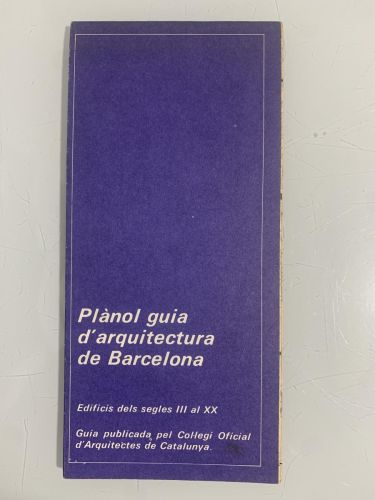 Plànol guia
d'arquitectura
de Barcelona
Edificis dels segles III al XX
Guia publicada pel Col·legi Oficial
d'Arquitectes de Catalunya.